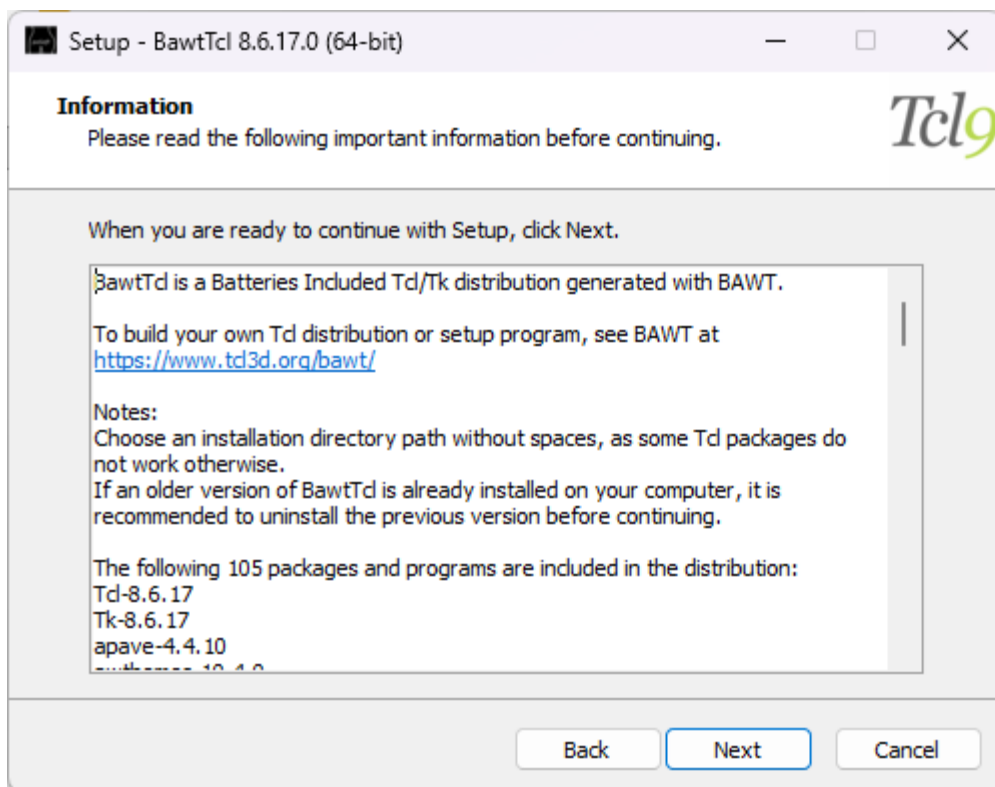 Setup - BawtTcl 8.6.17.0 (64-bit)
Information
Please read the following important information before continuing.
Tcl9
When you are ready to continue with Setup, click Next.
BawtTcl is a Batteries Included Tcl/Tk distribution generated with BAWT.
To build your own Tcl distribution or setup program, see BAWT at
https://www.tcl3d.org/bawt/
Notes:
Choose an installation directory path without spaces, as some Tcl packages do
not work otherwise.
If an older version of BawtTcl is already installed on your computer, it is
recommended to uninstall the previous version before continuing.
The following 105 packages and programs are included in the distribution:
Tcl-8.6.17
Tk-8.6.17
apave-4.4.10
Back
Next
Cancel